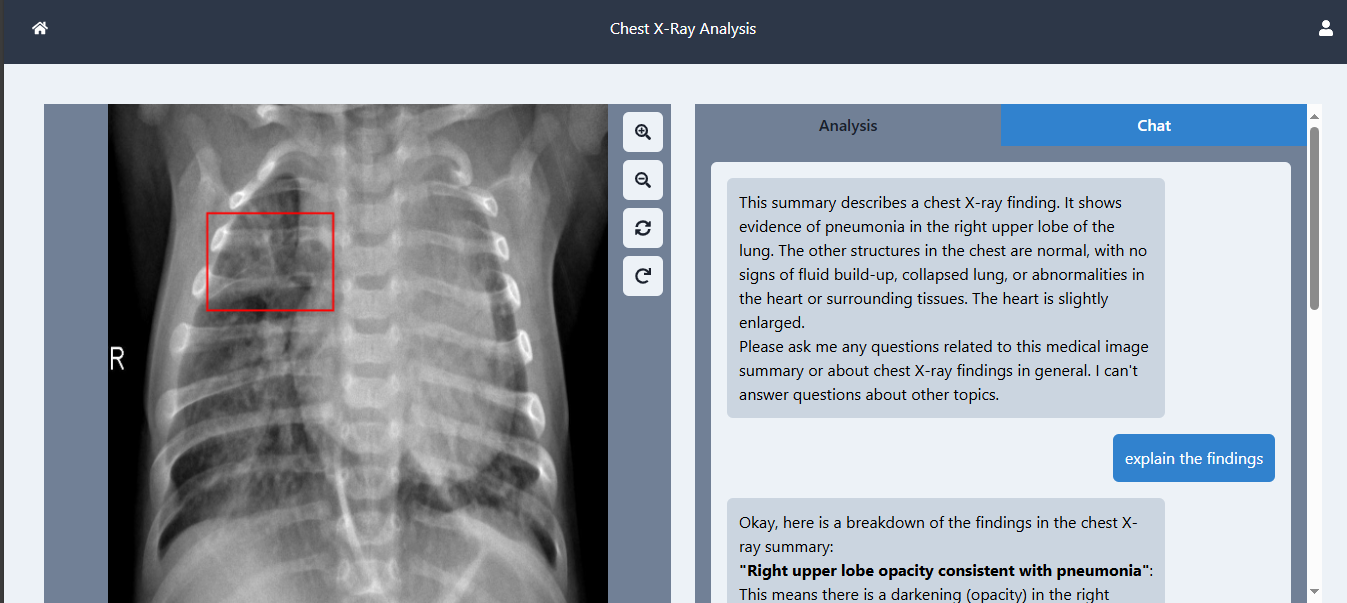 Chest X-Ray Analysis
R
Analysis
Chat
This summary describes a chest X-ray finding. It shows
evidence of pneumonia in the right upper lobe of the
lung. The other structures in the chest are normal, with no
signs of fluid build-up, collapsed lung, or abnormalities in
the heart or surrounding tissues. The heart is slightly
enlarged.
Please ask me any questions related to this medical image
summary or about chest X-ray findings in general. I can't
answer questions about other topics.
explain the findings
Okay, here is a breakdown of the findings in the chest X-
ray summary:
"Right upper lobe opacity consistent with pneumonia":
This means there is a darkening (opacity) in the right